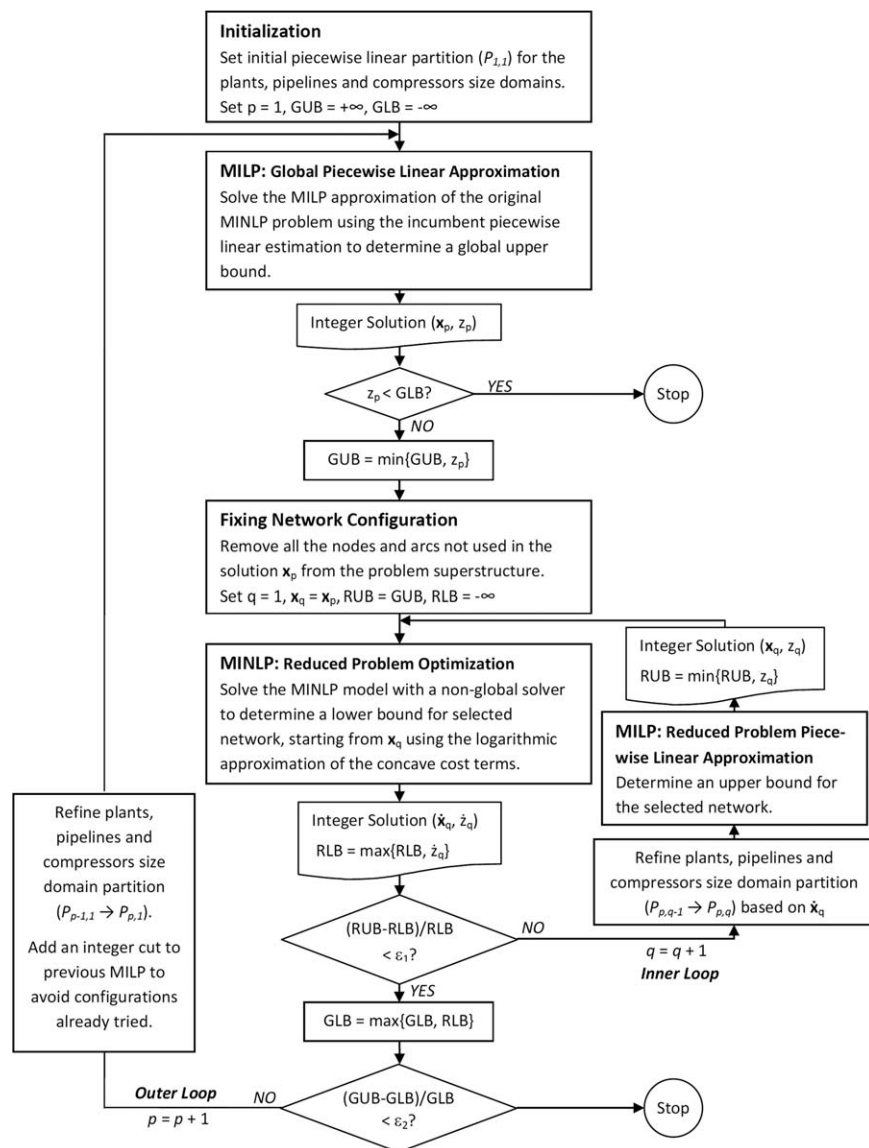 Initialization
Set initial piecewise linear partition (P1,1) for the
plants, pipelines and compressors size domains.
Set p = 1, GUB = +∞, GLB = -∞
MILP: Global Piecewise Linear Approximation
Solve the MILP approximation of the original
MINLP problem using the incumbent piecewise
linear estimation to determine a global upper
bound.
Integer Solution (xp, zp)
zp < GLB?
YES
Stop
NO
GUB = min{GUB, zp}
Fixing Network Configuration
Remove all the nodes and arcs not used in the
solution xp from the problem superstructure.
Set q = 1, xq = xp, RUB = GUB, RLB = -∞
MINLP: Reduced Problem Optimization
Solve the MINLP model with a non-global solver
to determine a lower bound for selected
network, starting from xq using the logarithmic
approximation of the concave cost terms.
Integer Solution (ẋq, żq)
RLB = max{RLB, żq}
(RUB-RLB)/RLB
< ε1?
NO
q = q + 1
Inner Loop
Refine plants, pipelines and
compressors size domain partition
(Pp,q-1 → Pp,q) based on ẋq
MILP: Reduced Problem Piece-
wise Linear Approximation
Determine an upper bound for
the selected network.
Integer Solution (xq, zq)
RUB = min{RUB, zq}
YES
GLB = max{GLB, RLB}
(GUB-GLB)/GLB
< ε2?
Stop
NO
Outer Loop
p = p + 1
Refine plants,
pipelines and
compressors size
domain partition
(Pp-1,1 → Pp,1).
Add an integer cut to
previous MILP to
avoid configurations
already tried.